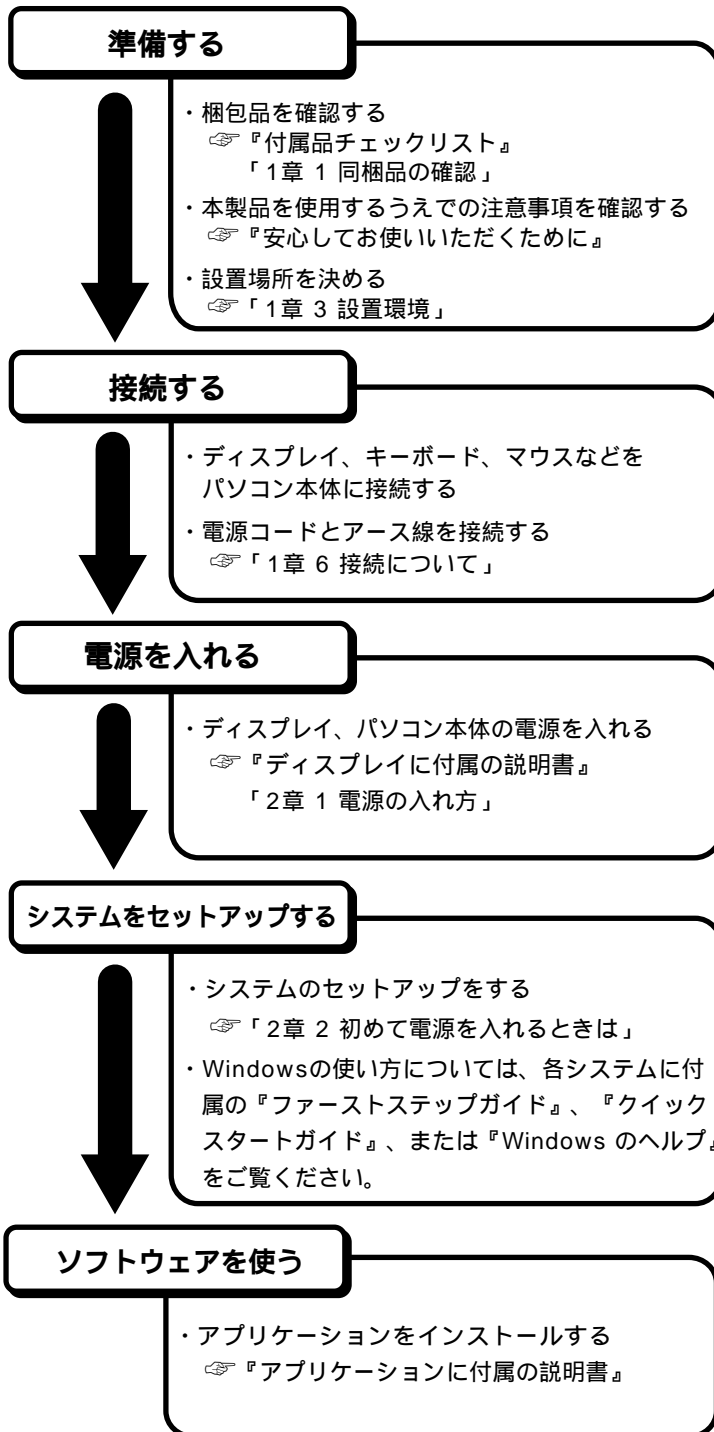 準備する
・梱包品を確認する
☞『付属品チェックリスト』
「1章 1 同梱品の確認」
・本製品を使用するうえでの注意事項を確認する
☞『安心してお使いいただくために』
・設置場所を決める
☞「1章 3 設置環境」
接続する
・ディスプレイ、キーボード、マウスなどを
パソコン本体に接続する
・電源コードとアース線を接続する
☞「1章 6 接続について」
電源を入れる
・ディスプレイ、パソコン本体の電源を入れる
☞『ディスプレイに付属の説明書』
「2章 1 電源の入れ方」
システムをセットアップする
・システムのセットアップをする
☞「2章 2 初めて電源を入れるときは」
・Windowsの使い方については、各システムに付
属の『ファーストステップガイド』、『クイック
スタートガイド』、または『Windows のヘルプ』
をご覧ください。
ソフトウェアを使う
・アプリケーションをインストールする
☞『アプリケーションに付属の説明書』